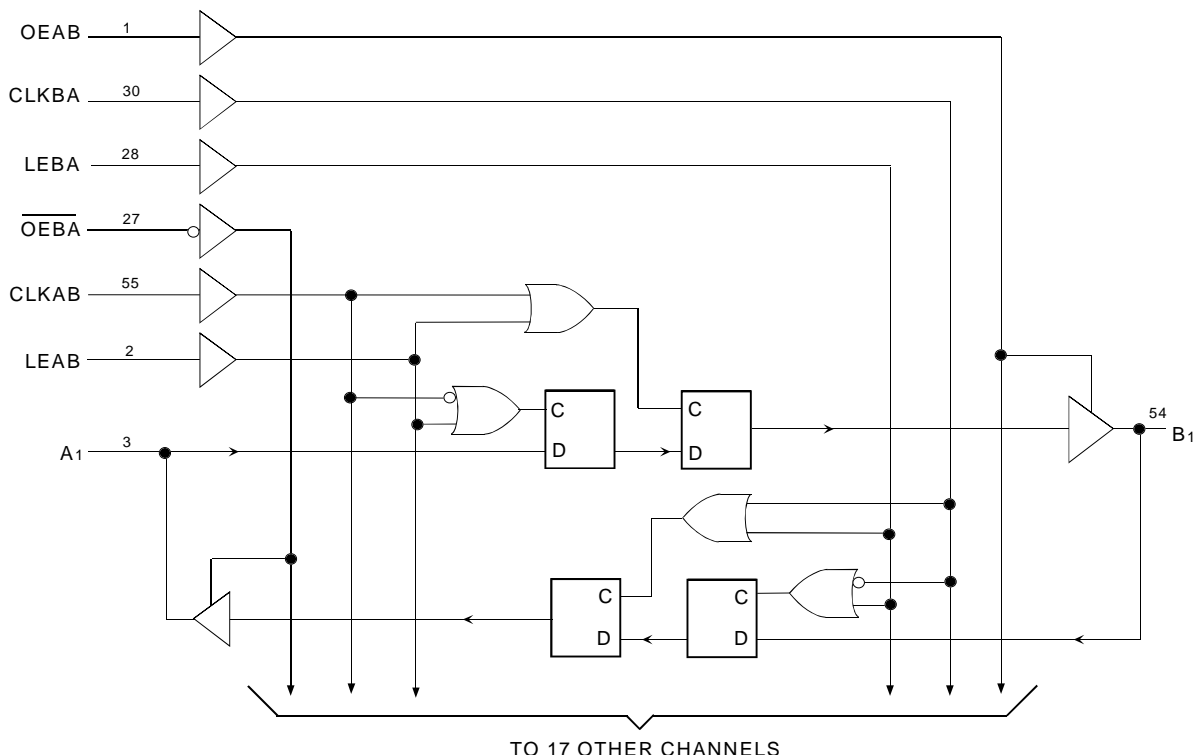 OEAB 1
CLKBA 30
LEBA 28
OEBA 27
CLKAB 55
LEAB 2
C
C
54
A1 3
D
D
B1
C
C
D
D
TO 17 OTHER CHANNELS